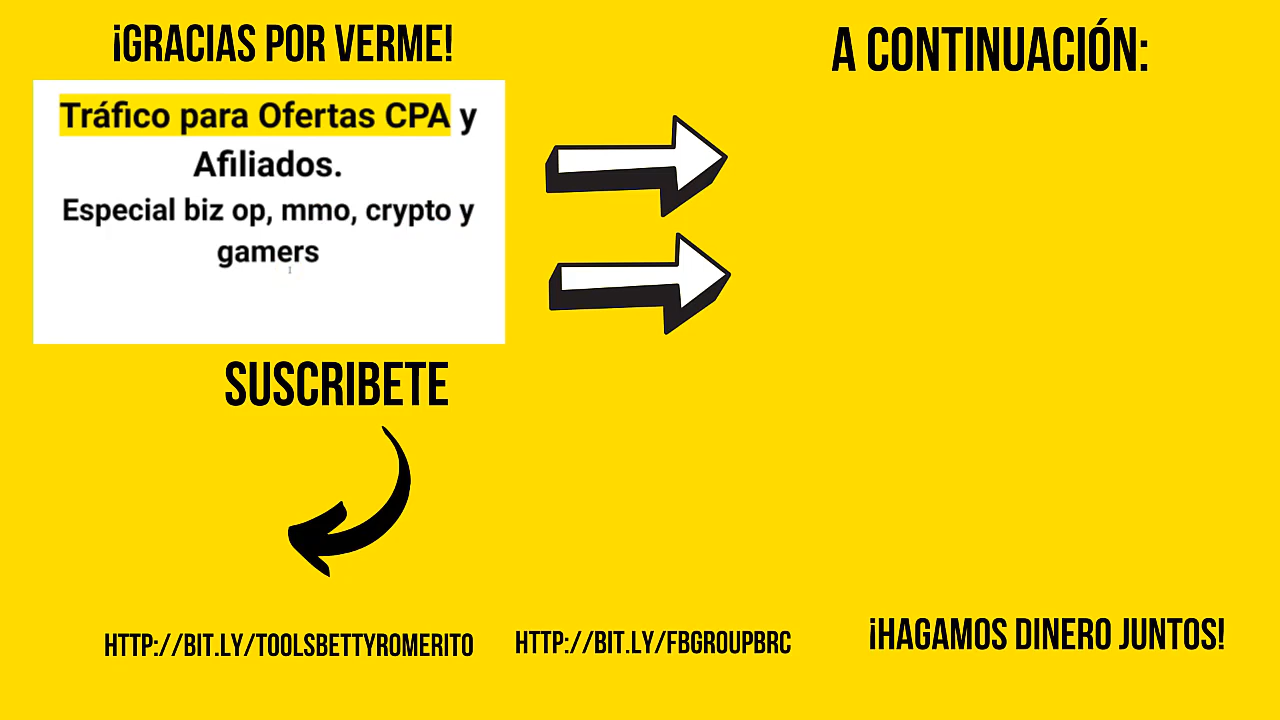 ¡GRACIAS POR VERME!
A CONTINUACIÓN:
Tráfico para Ofertas CPA y
Afiliados.
Especial biz op, mmo, crypto y
gamers
SUSCRIBETE
HTTP://BIT.LY/TOOLSBETTYROMERITO
HTTP://BIT.LY/FBGROUPBRC
¡HAGAMOS DINERO JUNTOS!